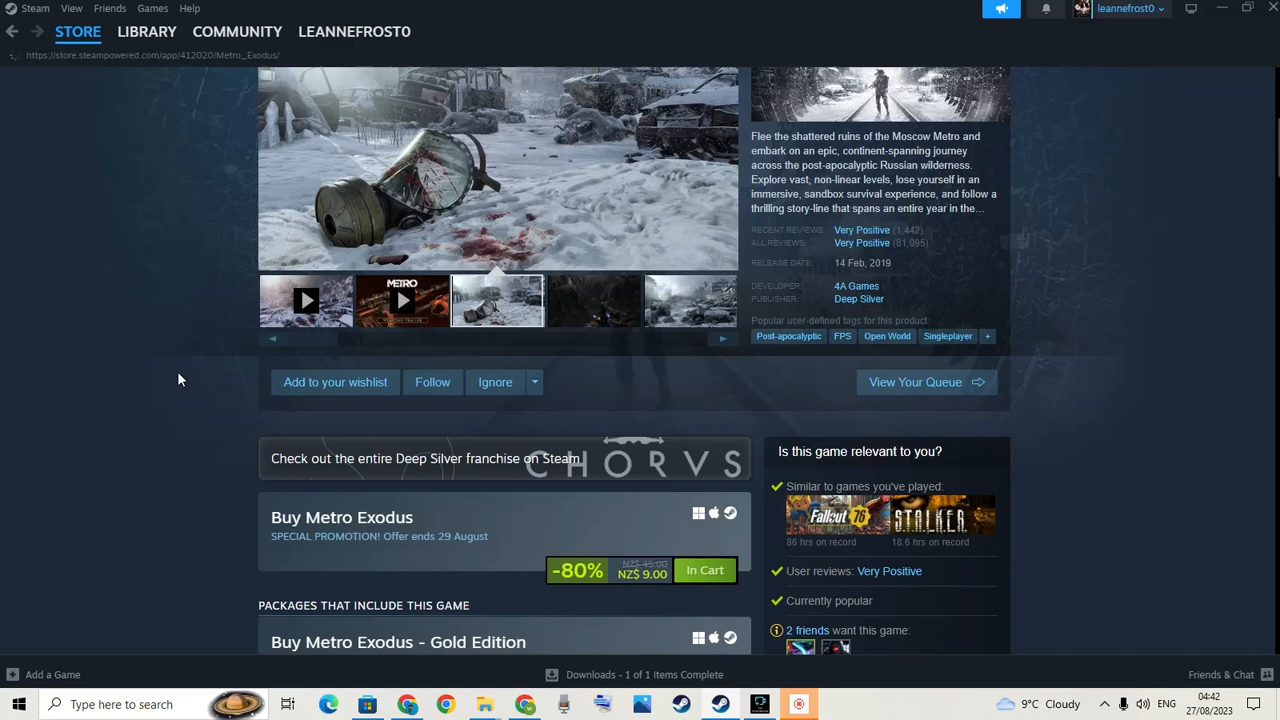 Steam View Friends Games Help
leannefrost0
STORE LIBRARY COMMUNITY LEANNEFROST0
https://store.steampowered.com/app/412020/Metro_Exodus/
Flee the shattered ruins of the Moscow Metro and
embark on an epic, continent-spanning journey
across the post-apocalyptic Russian wilderness.
Explore vast, non-linear levels, lose yourself in an
immersive, sandbox survival experience, and follow a
thrilling story-line that spans an entire year in the...
RECENT REVIEWS: Very Positive (1,442)
ALL REVIEWS: Very Positive (81,095)
RELEASE DATE: 14 Feb, 2019
DEVELOPER: 4A Games
PUBLISHER: Deep Silver
Popular user-defined tags for this product:
Post-apocalyptic FPS Open World Singleplayer +
METRO
Add to your wishlist Follow Ignore
View Your Queue
Check out the entire Deep Silver franchise on Steam
CHORVS
Buy Metro Exodus
SPECIAL PROMOTION! Offer ends 29 August
-80% NZ$ 45.00
NZ$ 9.00
In Cart
PACKAGES THAT INCLUDE THIS GAME
Buy Metro Exodus - Gold Edition
Is this game relevant to you?
Similar to games you've played:
Fallout 76 S.T.A.L.K.E.R.
86 hrs on record 18.6 hrs on record
User reviews: Very Positive
Currently popular
2 friends want this game:
Add a Game
Downloads - 1 of 1 Items Complete
Friends & Chat
Type here to search
9°C Cloudy
ENG
04:42
27/08/2023